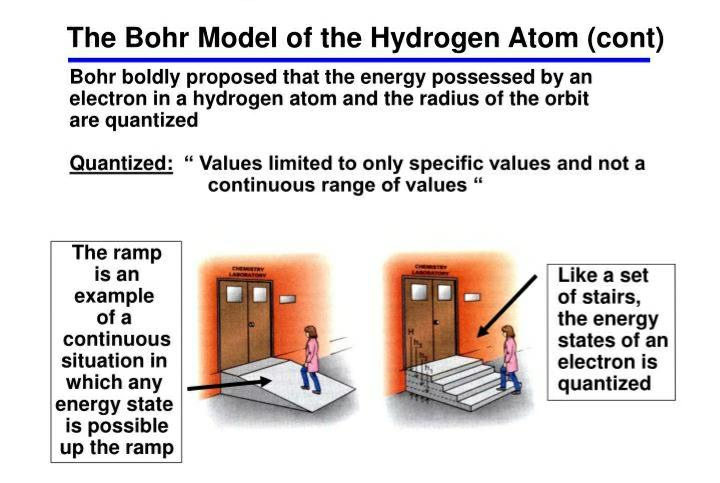 The Bohr Model of the Hydrogen Atom (cont)
Bohr boldly proposed that the energy possessed by an
electron in a hydrogen atom and the radius of the orbit
are quantized
Quantized: “ Values limited to only specific values and not a
continuous range of values “
The ramp
is an
example
of a
continuous
situation in
which any
energy state
is possible
up the ramp
CHEMISTRY
LABORATORY
CHEMISTRY
LABORATORY
H
Like a set
of stairs,
the energy
states of an
electron is
quantized